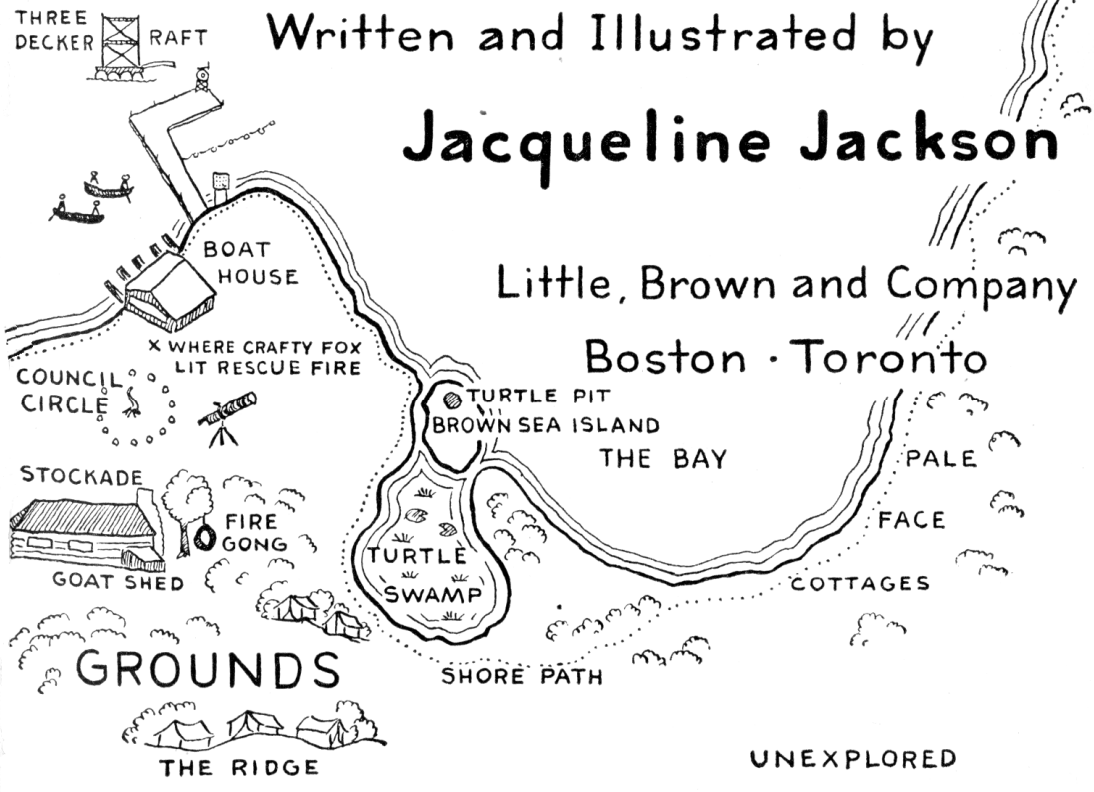 THREE
DECKER RAFT
Written and Illustrated by
Jacqueline Jackson
BOAT
HOUSE
Little, Brown and Company
Boston · Toronto
X WHERE CRAFTY FOX
LIT RESCUE FIRE
COUNCIL
CIRCLE
TURTLE PIT
BROWN SEA ISLAND
THE BAY
PALE
FACE
COTTAGES
STOCKADE
FIRE
GONG
GOAT SHED
TURTLE
SWAMP
GROUNDS
SHORE PATH
THE RIDGE
UNEXPLORED